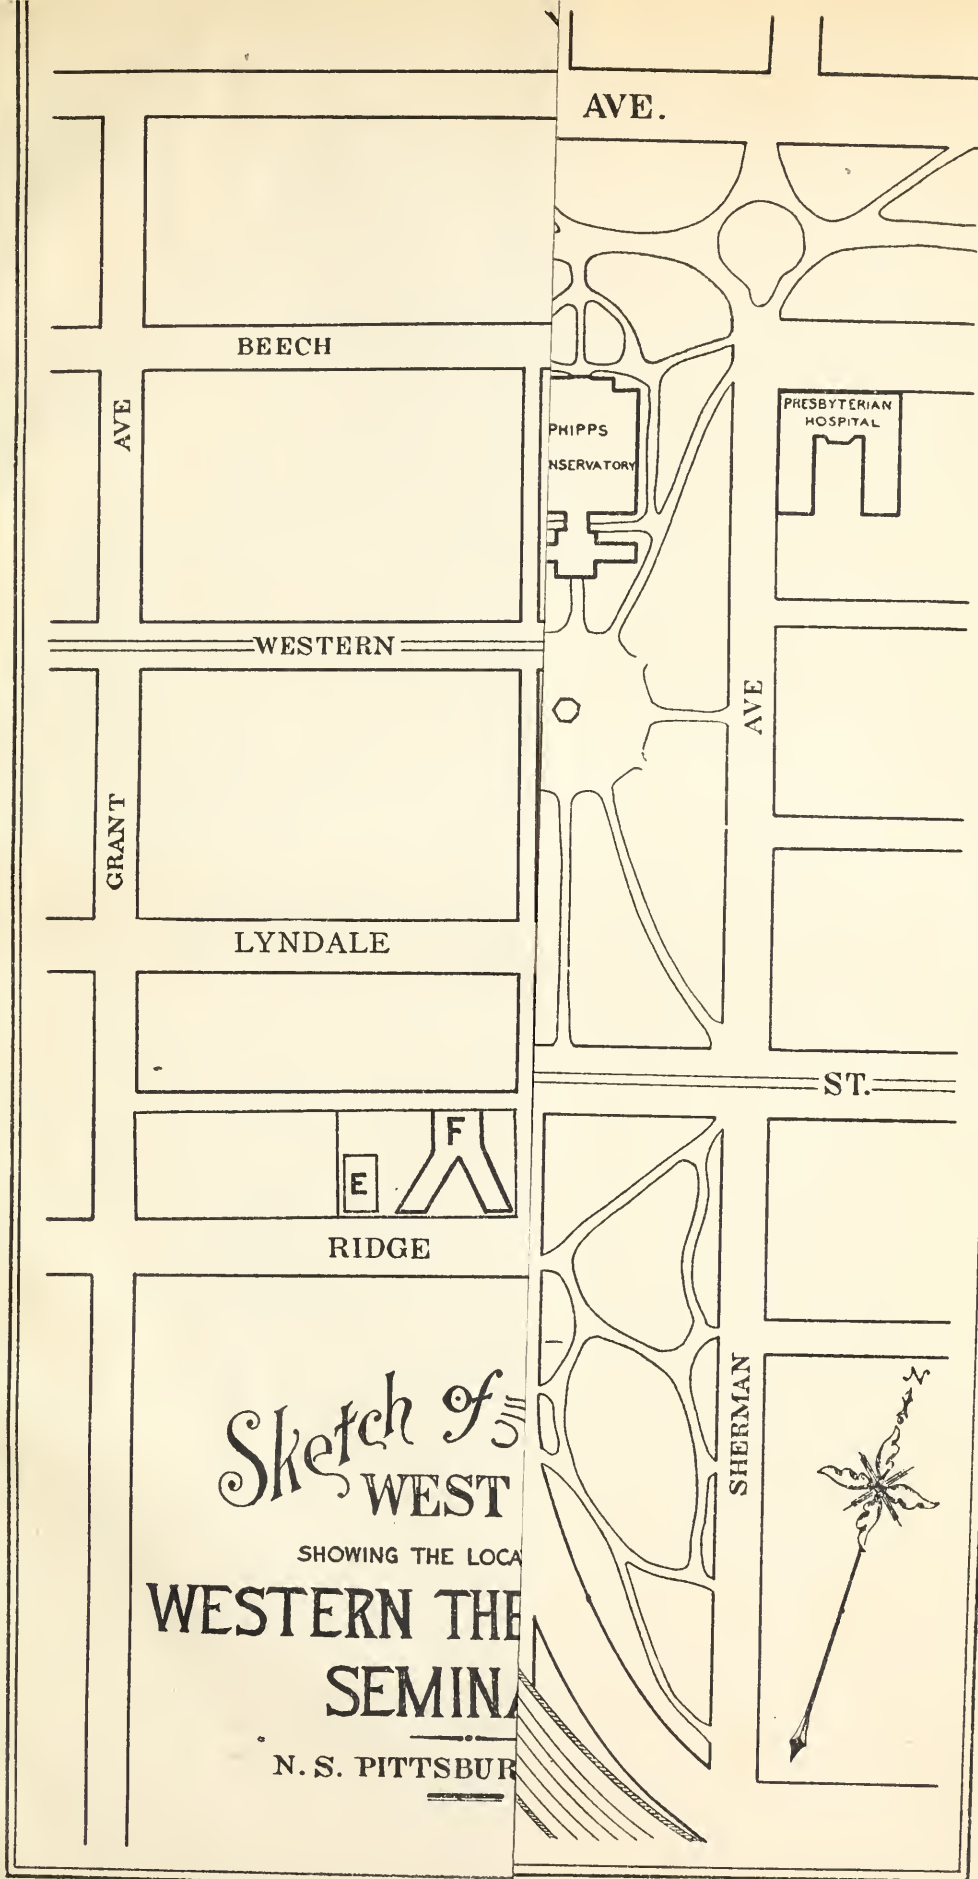 AVE.
BEECH
AVE
PHIPPS
NSERVATORY
PRESBYTERIAN
HOSPITAL
WESTERN
AVE
GRANT
LYNDALE
ST.
F
E
RIDGE
SHERMAN
N
Sketch of
WEST
SHOWING THE LOCA
WESTERN THE
SEMINA
N. S. PITTSBUR